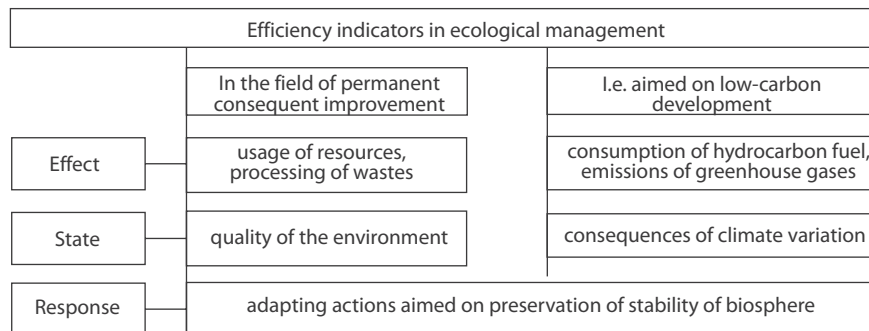 Efficiency indicators in ecological management
In the field of permanent
consequent improvement
I.e. aimed on low-carbon
development
Effect
usage of resources,
processing of wastes
consumption of hydrocarbon fuel,
emissions of greenhouse gases
State
quality of the environment
consequences of climate variation
Response
adapting actions aimed on preservation of stability of biosphere